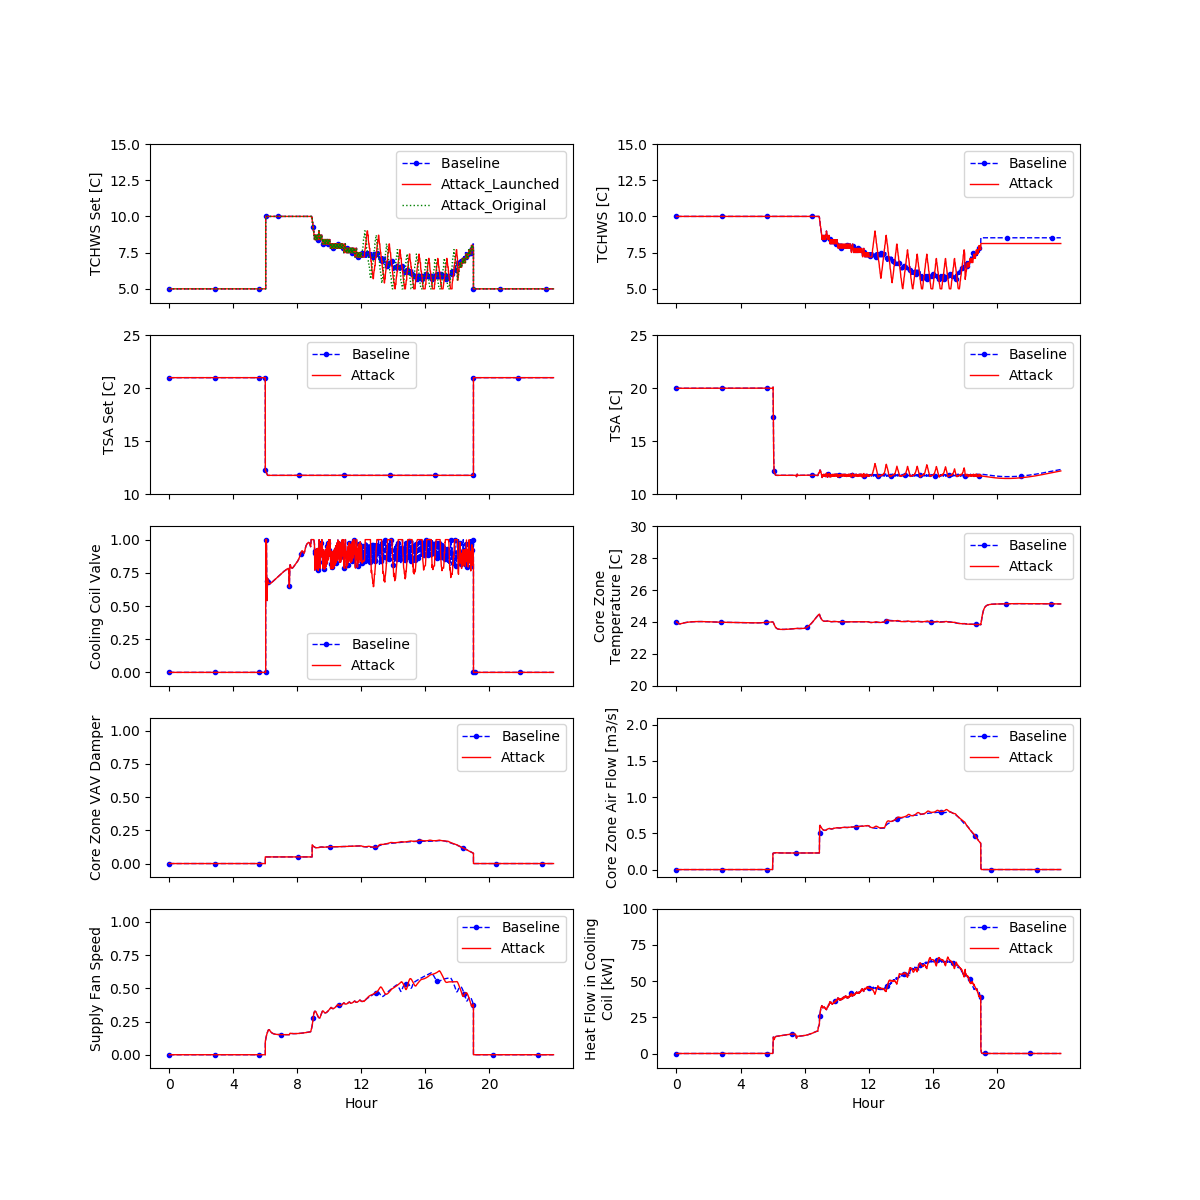 TCHWS Set [C]
15.0
12.5
10.0
7.5
5.0
Baseline
Attack_Launched
Attack_Original
TCHWS [C]
15.0
12.5
10.0
7.5
5.0
Baseline
Attack
TSA Set [C]
25
20
15
10
Baseline
Attack
TSA [C]
25
20
15
10
Baseline
Attack
Cooling Coil Valve
1.00
0.75
0.50
0.25
0.00
Baseline
Attack
Core Zone
Temperature [C]
30
28
26
24
22
20
Baseline
Attack
Core Zone VAV Damper
1.00
0.75
0.50
0.25
0.00
Baseline
Attack
Core Zone Air Flow [m3/s]
2.0
1.5
1.0
0.5
0.0
Baseline
Attack
Supply Fan Speed
1.00
0.75
0.50
0.25
0.00
Baseline
Attack
0 4 8 12 16 20
Hour
Heat Flow in Cooling
Coil [kW]
100
75
50
25
0
Baseline
Attack
0 4 8 12 16 20
Hour